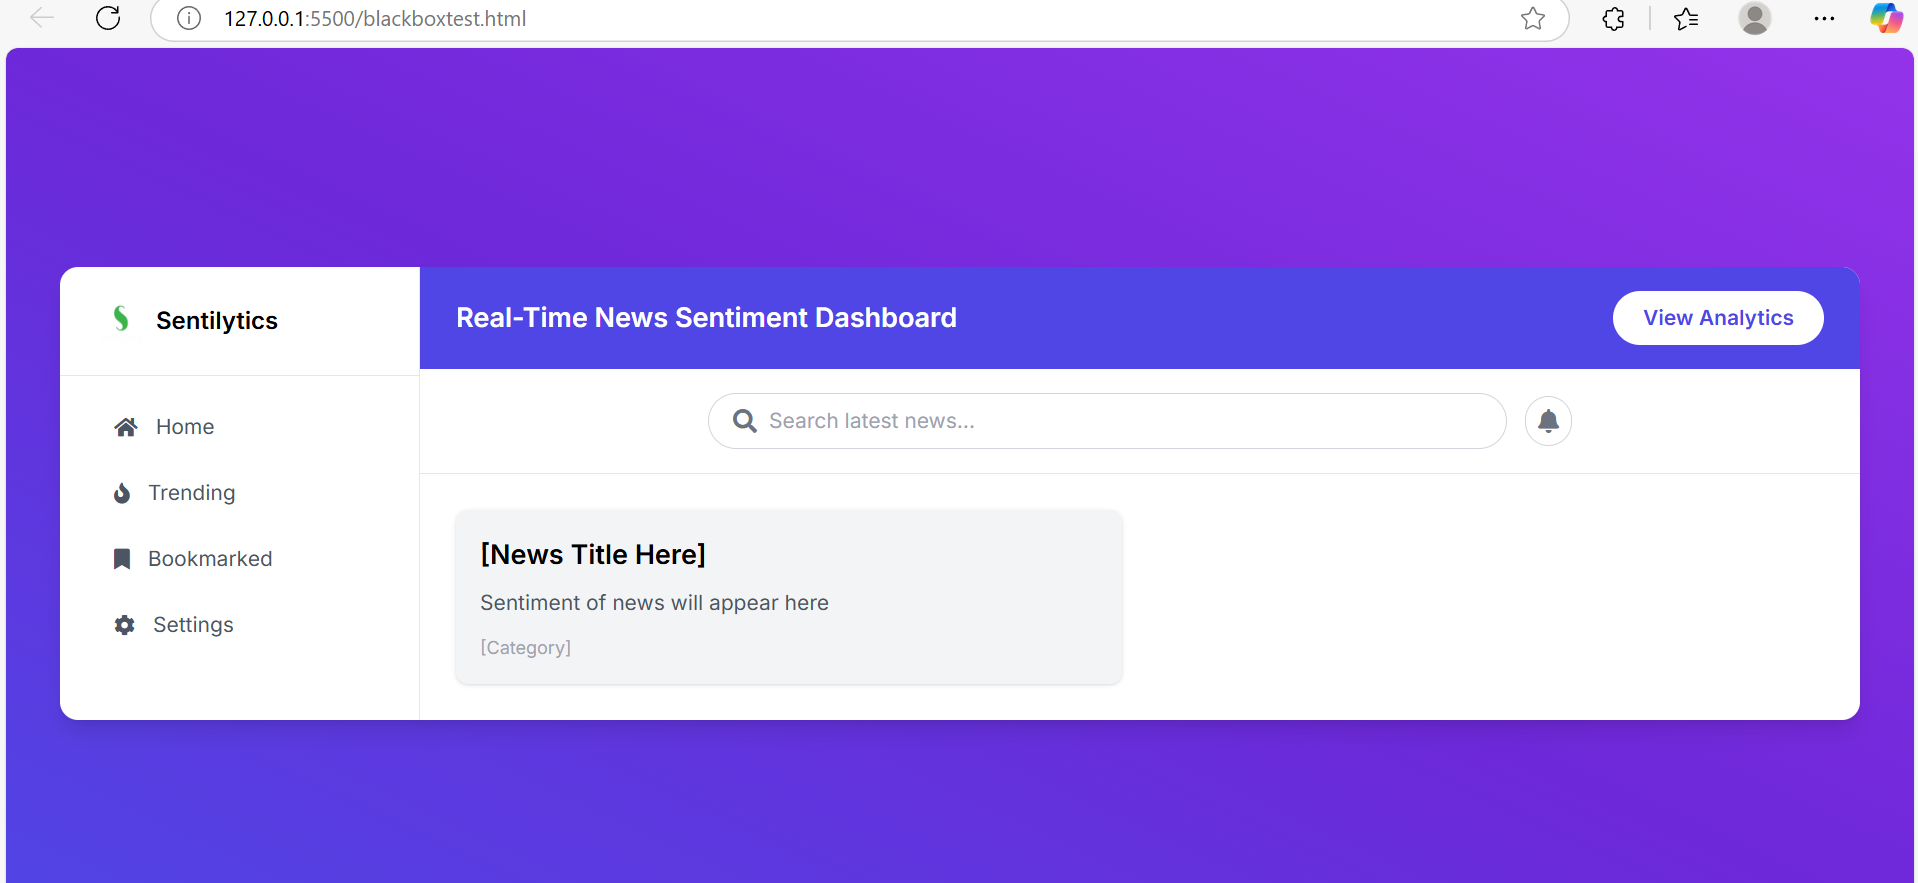 127.0.0.1:5500/blackboxtest.html
Sentilytics
Real-Time News Sentiment Dashboard
View Analytics
Search latest news...
Home
Trending
Bookmarked
Settings
[News Title Here]
Sentiment of news will appear here
[Category]